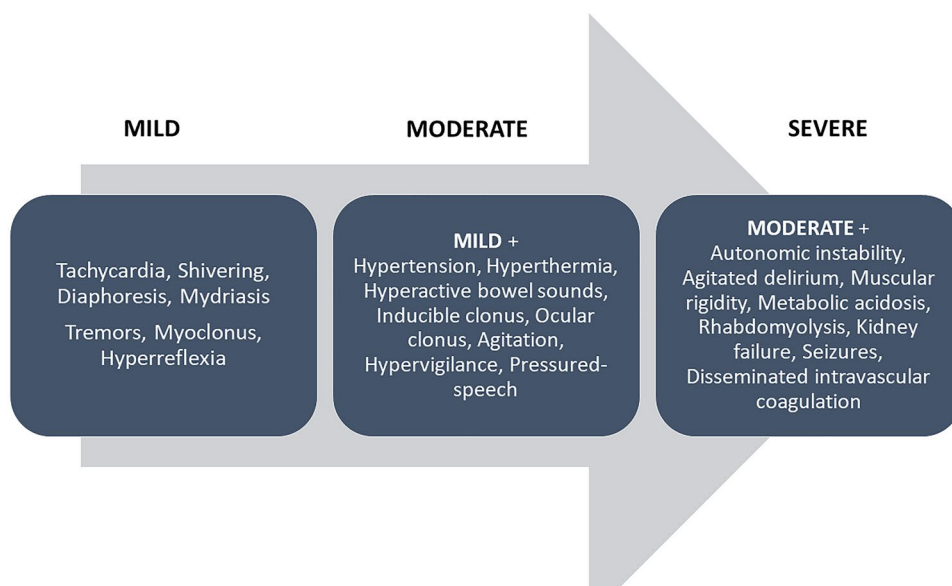 MILD
MODERATE
SEVERE
Tachycardia, Shivering,
Diaphoresis, Mydriasis
Tremors, Myoclonus,
Hyperreflexia
MILD +
Hypertension, Hyperthermia,
Hyperactive bowel sounds,
Inducible clonus, Ocular
clonus, Agitation,
Hypervigilance, Pressured-
speech
MODERATE +
Autonomic instability,
Agitated delirium, Muscular
rigidity, Metabolic acidosis,
Rhabdomyolysis, Kidney
failure, Seizures,
Disseminated intravascular
coagulation